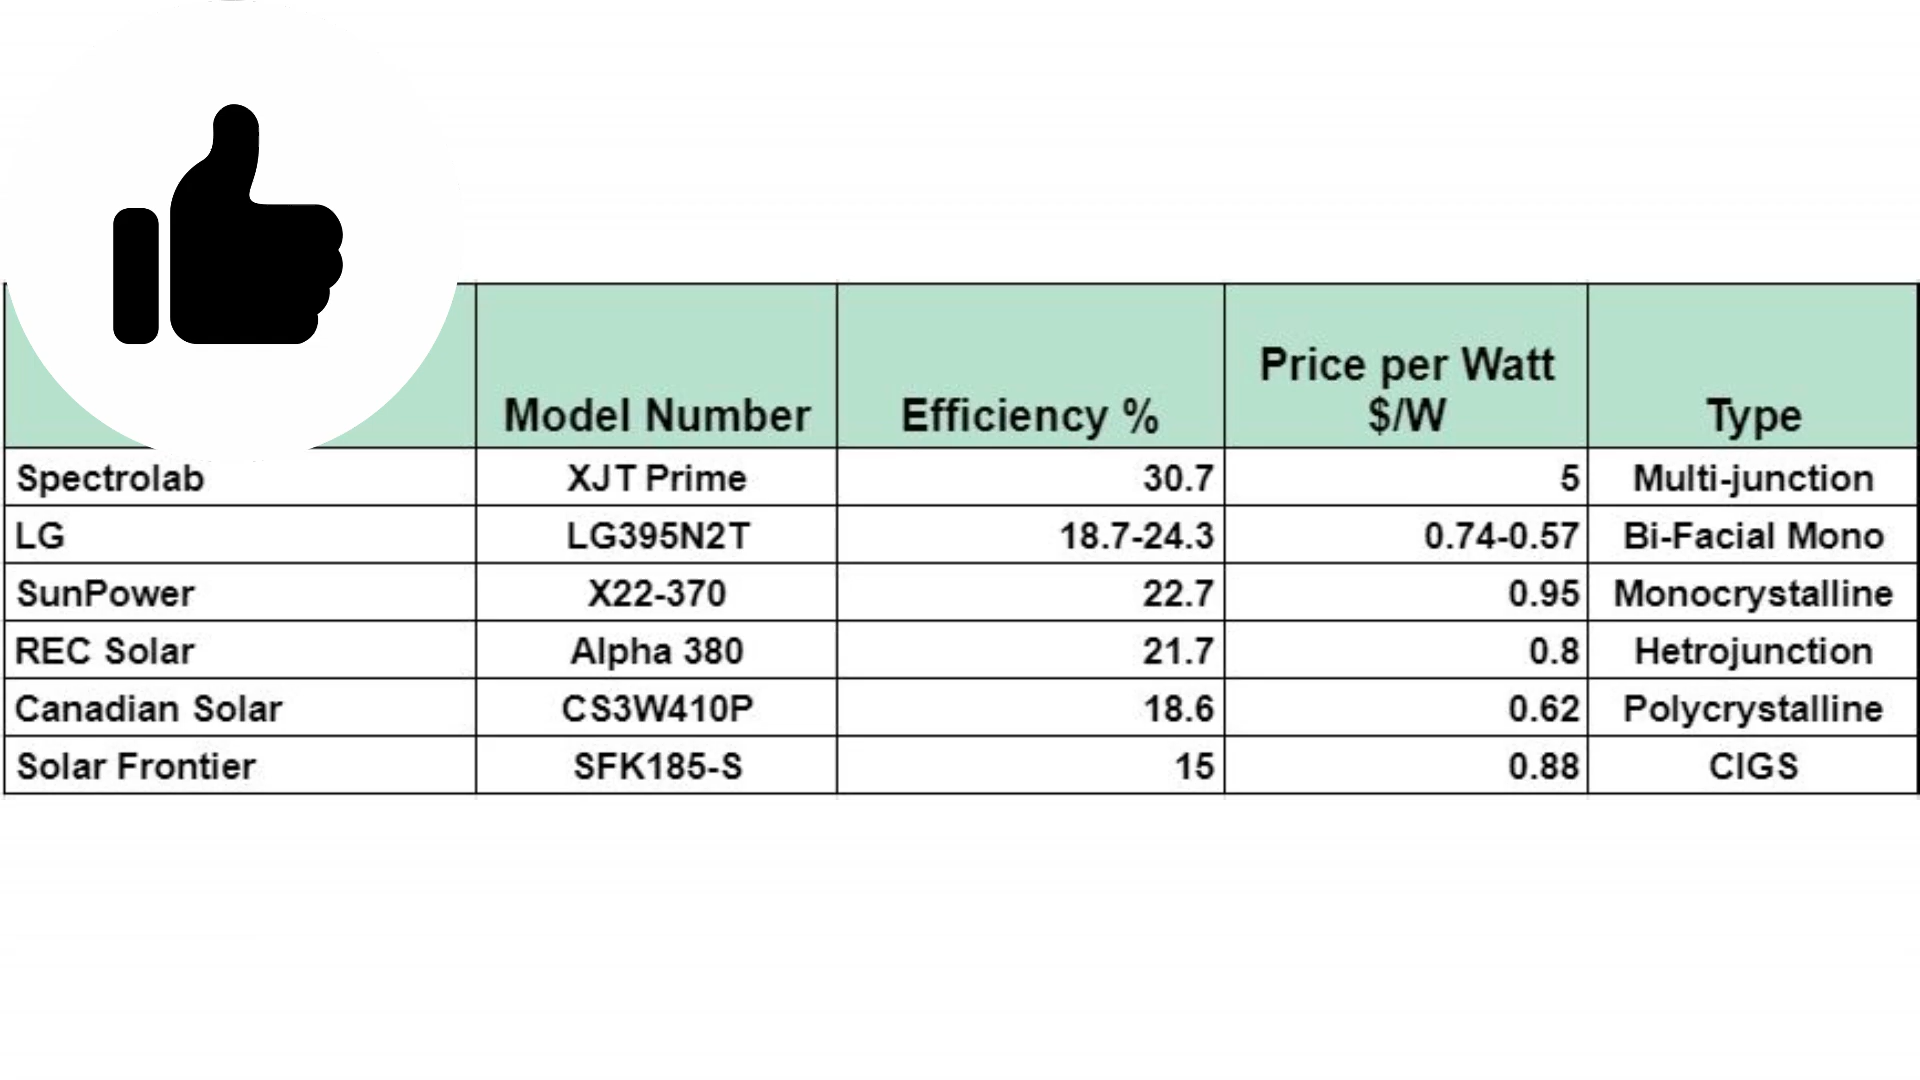 Model Number Efficiency % Price per Watt $/W Type
Spectrolab XJT Prime 30.7 5 Multi-junction
LG LG395N2T 18.7-24.3 0.74-0.57 Bi-Facial Mono
SunPower X22-370 22.7 0.95 Monocrystalline
REC Solar Alpha 380 21.7 0.8 Hetrojunction
Canadian Solar CS3W410P 18.6 0.62 Polycrystalline
Solar Frontier SFK185-S 15 0.88 CIGS